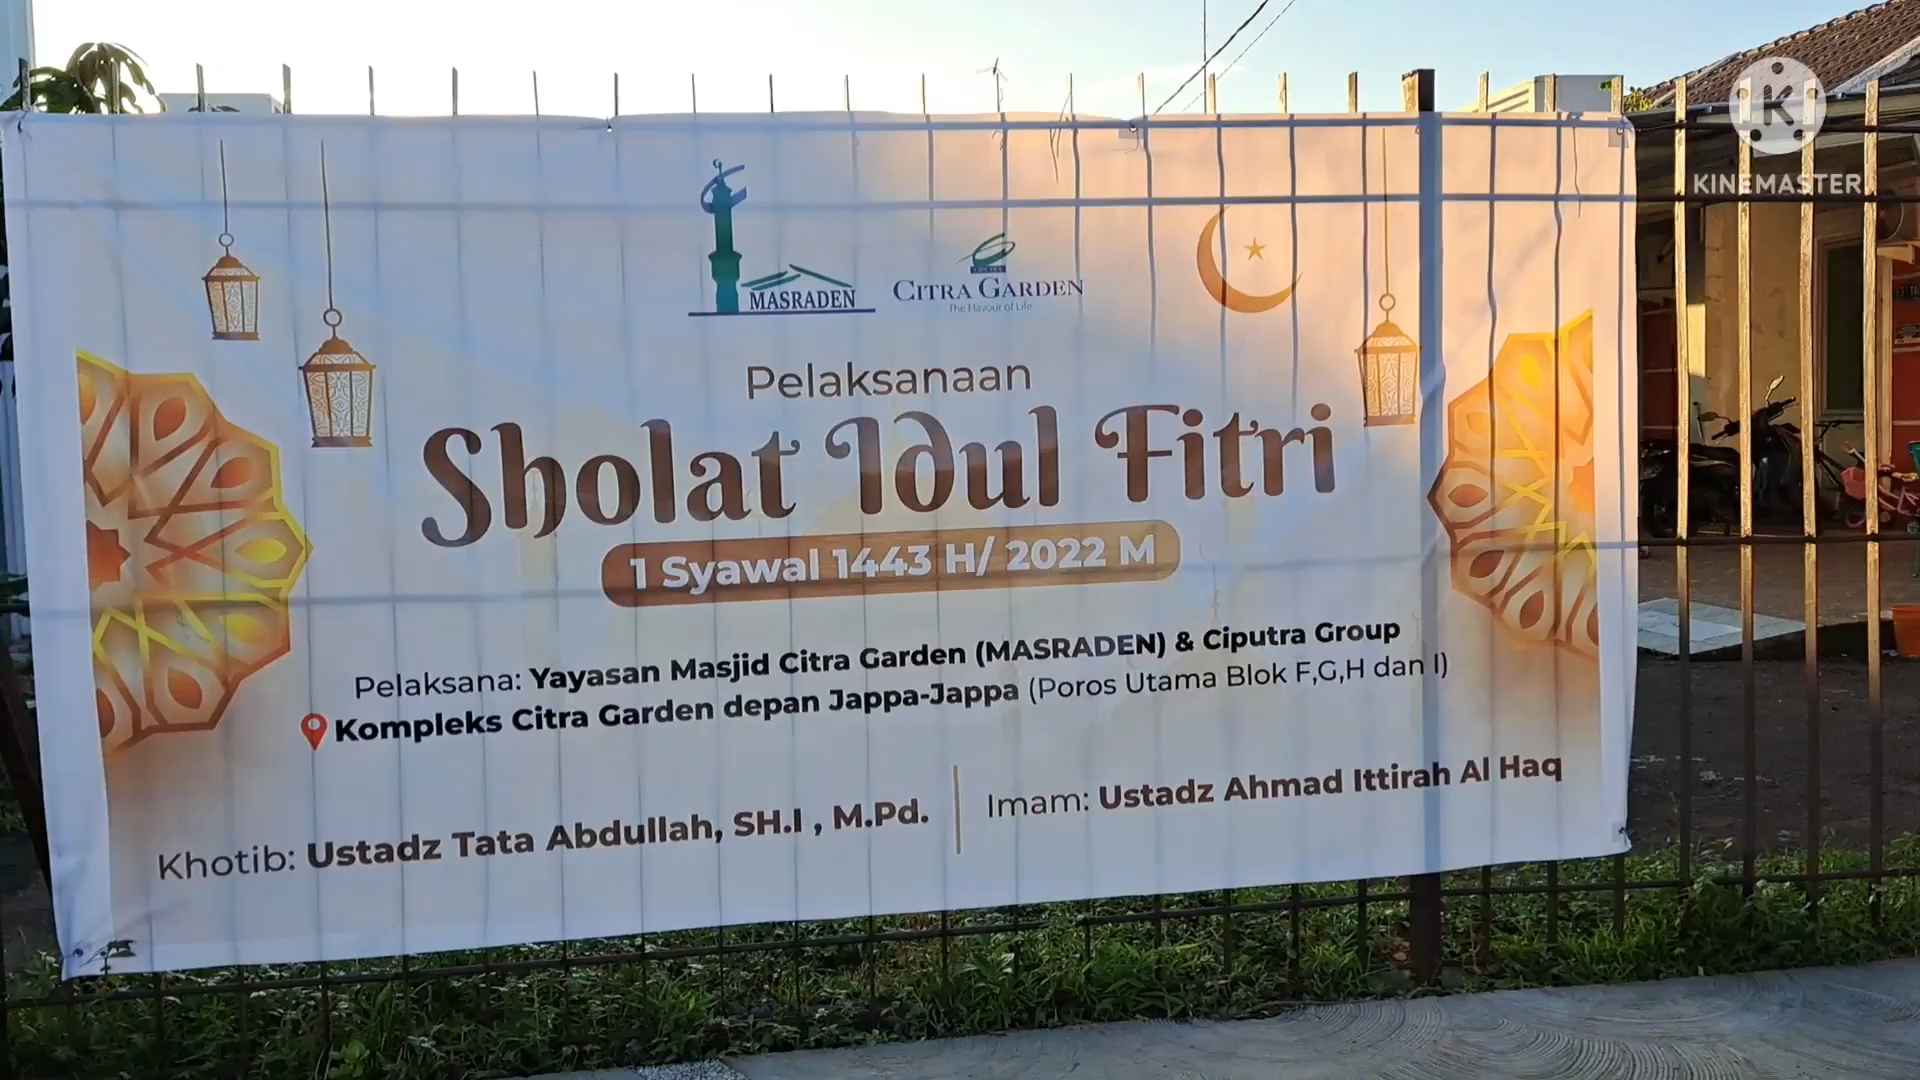 KINEMASTER
MASRADEN
CITRA GARDEN
The Flavour of Life
Pelaksanaan
Sholat Idul Fitri
1 Syawal 1443 H/ 2022 M
Pelaksana: Yayasan Masjid Citra Garden (MASRADEN) & Ciputra Group
Kompleks Citra Garden depan Jappa-Jappa (Poros Utama Blok F,G,H dan I)
Khotib: Ustadz Tata Abdullah, SH.I , M.Pd.
Imam: Ustadz Ahmad Ittirah Al Haq